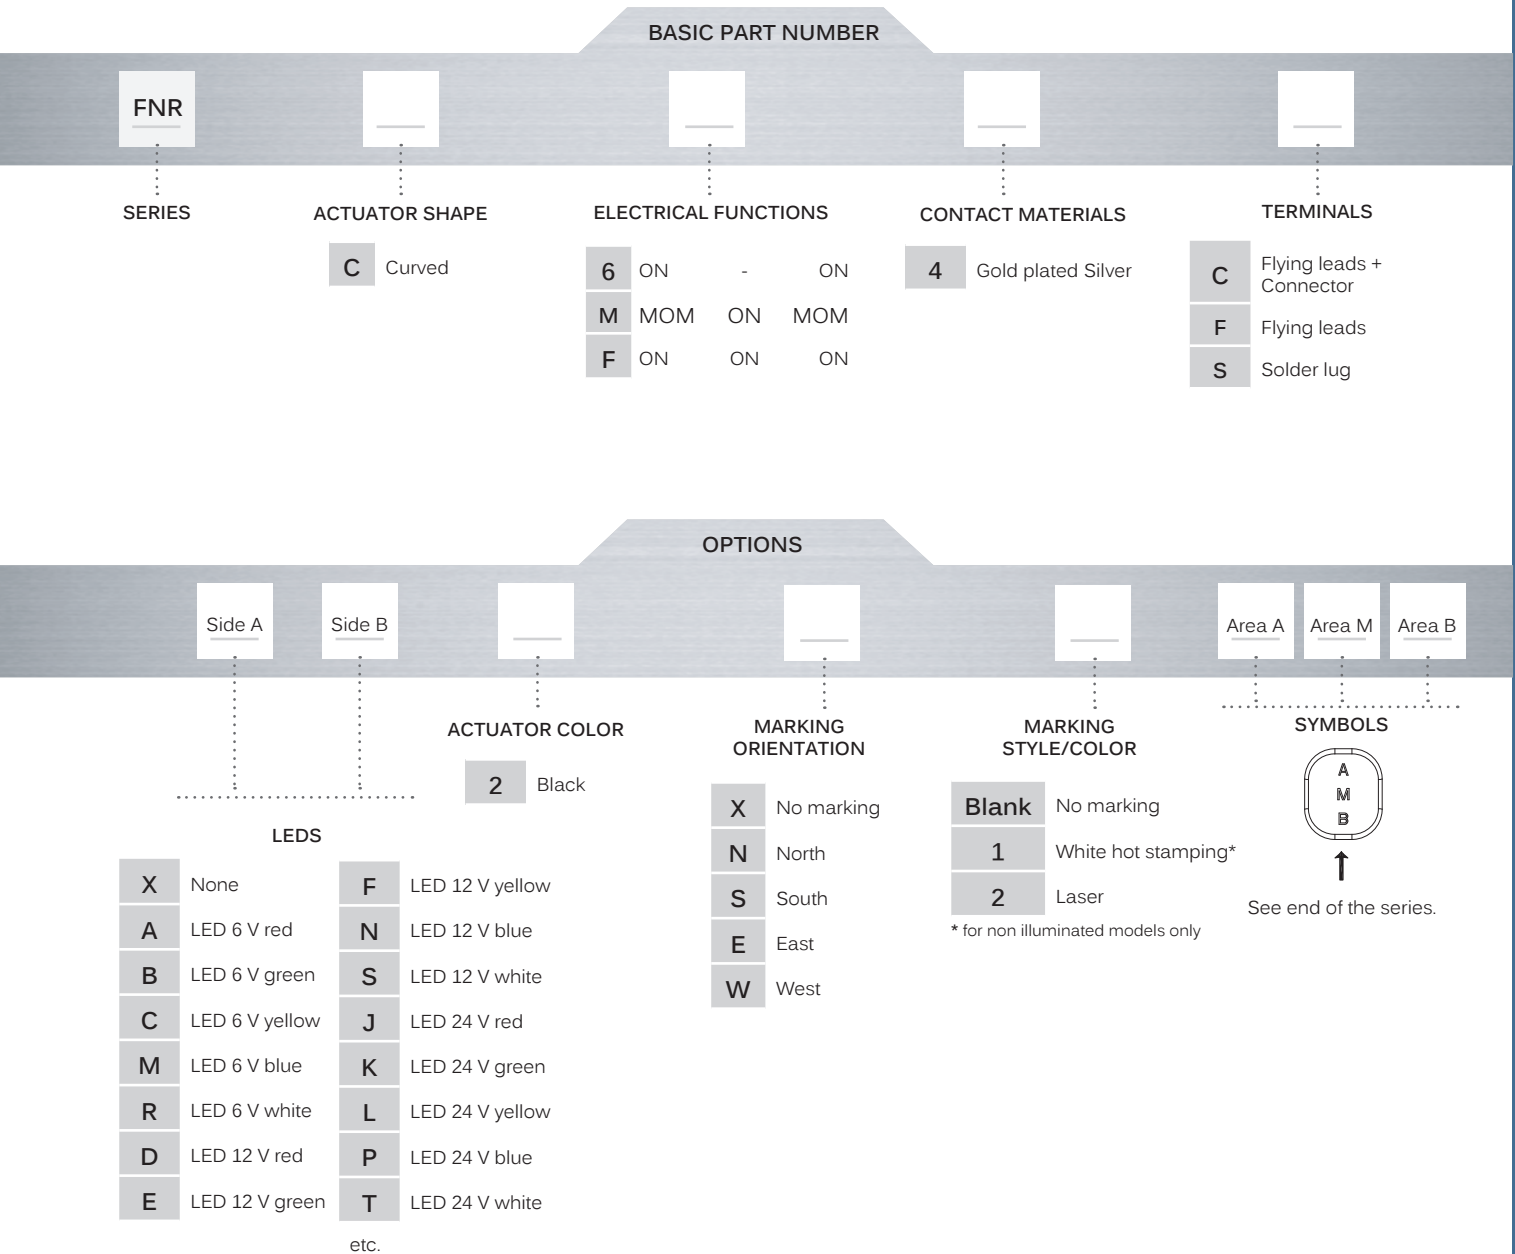 BASIC PART NUMBER
FNR
SERIES
ACTUATOR SHAPE
C Curved
ELECTRICAL FUNCTIONS
6 ON - ON
M MOM ON MOM
F ON ON ON
CONTACT MATERIALS
4 Gold plated Silver
TERMINALS
C Flying leads +
Connector
F Flying leads
S Solder lug
OPTIONS
Side A Side B
Area A Area M Area B
LEDS
X None
A LED 6 V red
B LED 6 V green
C LED 6 V yellow
M LED 6 V blue
R LED 6 V white
D LED 12 V red
E LED 12 V green
F LED 12 V yellow
N LED 12 V blue
S LED 12 V white
J LED 24 V red
K LED 24 V green
L LED 24 V yellow
P LED 24 V blue
T LED 24 V white
etc.
ACTUATOR COLOR
2 Black
MARKING
ORIENTATION
X No marking
N North
S South
E East
W West
MARKING
STYLE/COLOR
Blank No marking
1 White hot stamping*
2 Laser
* for non illuminated models only
SYMBOLS
A
M
B
See end of the series.